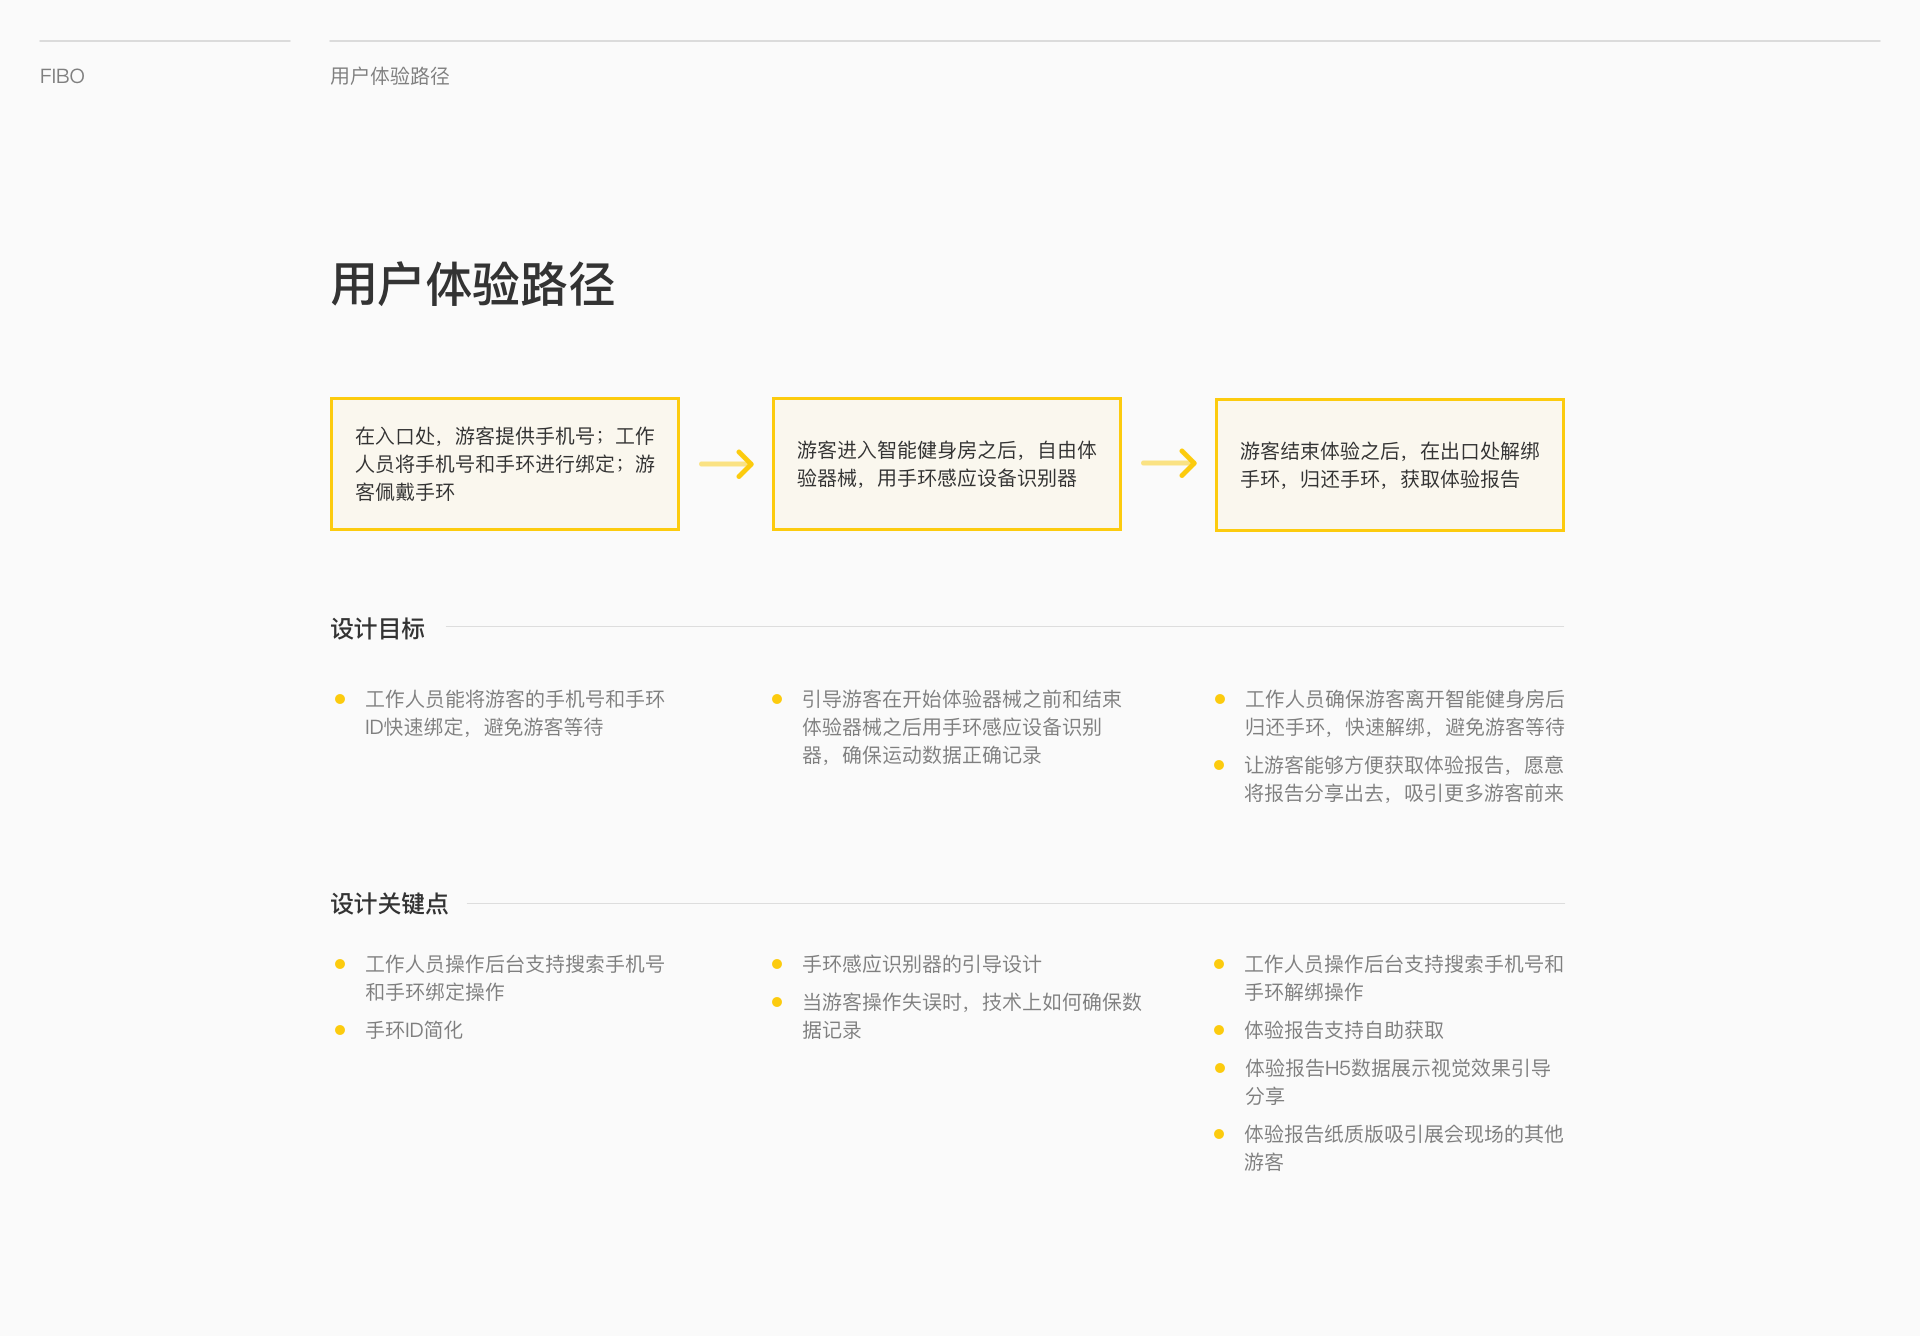 FIBO
用户体验路径
用户体验路径
在入口处，游客提供手机号；工作
人员将手机号和手环进行绑定；游
客佩戴手环
游客进入智能健身房之后，自由体
验器械，用手环感应设备识别器
游客结束体验之后，在出口处解绑
手环，归还手环，获取体验报告
设计目标
工作人员能将游客的手机号和手环
ID快速绑定，避免游客等待
引导游客在开始体验器械之前和结束
体验器械之后用手环感应设备识别
器，确保运动数据正确记录
工作人员确保游客离开智能健身房后
归还手环，快速解绑，避免游客等待
让游客能够方便获取体验报告，愿意
将报告分享出去，吸引更多游客前来
设计关键点
工作人员操作后台支持搜索手机号
和手环绑定操作
手环ID简化
手环感应识别器的引导设计
当游客操作失误时，技术上如何确保数
据记录
工作人员操作后台支持搜索手机号和
手环解绑操作
体验报告支持自助获取
体验报告H5数据展示视觉效果引导
分享
体验报告纸质版吸引展会现场的其他
游客